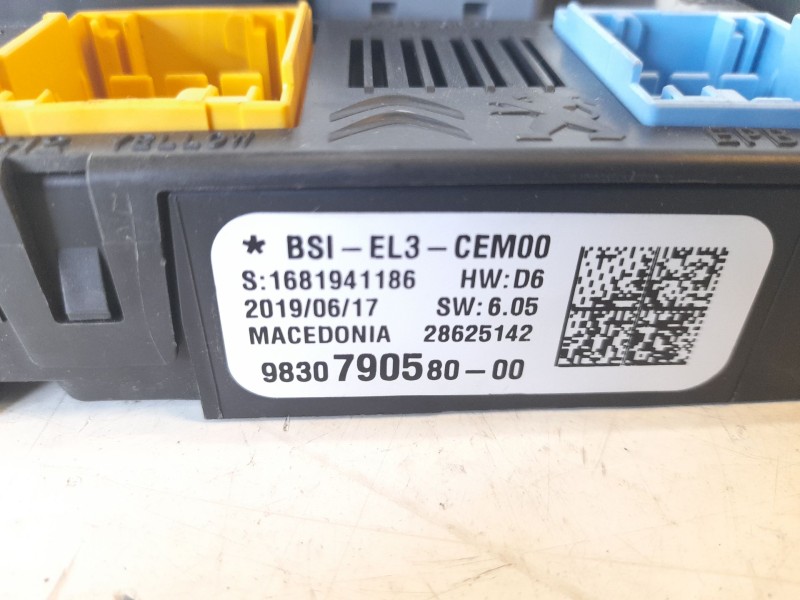 * BSI-EL3-CEM00
S:1681941186 HW:D6
2019/06/17 SW:6.05
MACEDONIA 28625142
9830790580-00